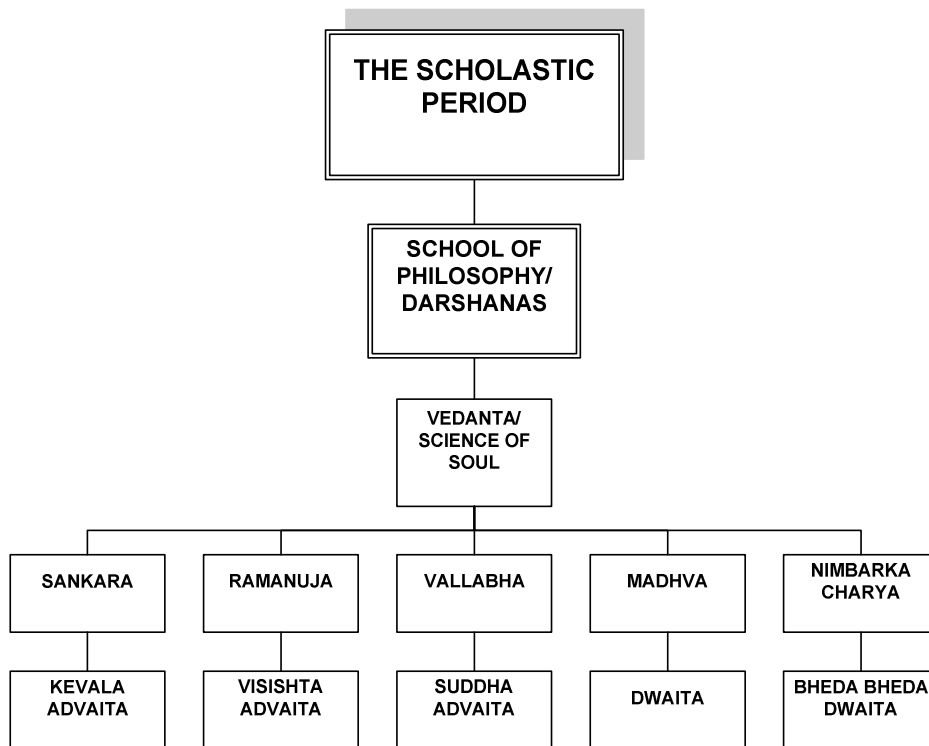 THE SCHOLASTIC
PERIOD
SCHOOL OF
PHILOSOPHY/
DARSHANAS
VEDANTA/
SCIENCE OF
SOUL
SANKARA
RAMANUJA
VALLABHA
MADHVA
NIMBARKA
CHARYA
KEVALA
ADVAITA
VISISHTA
ADVAITA
SUDDHA
ADVAITA
DWAITA
BHEDA BHEDA
DWAITA